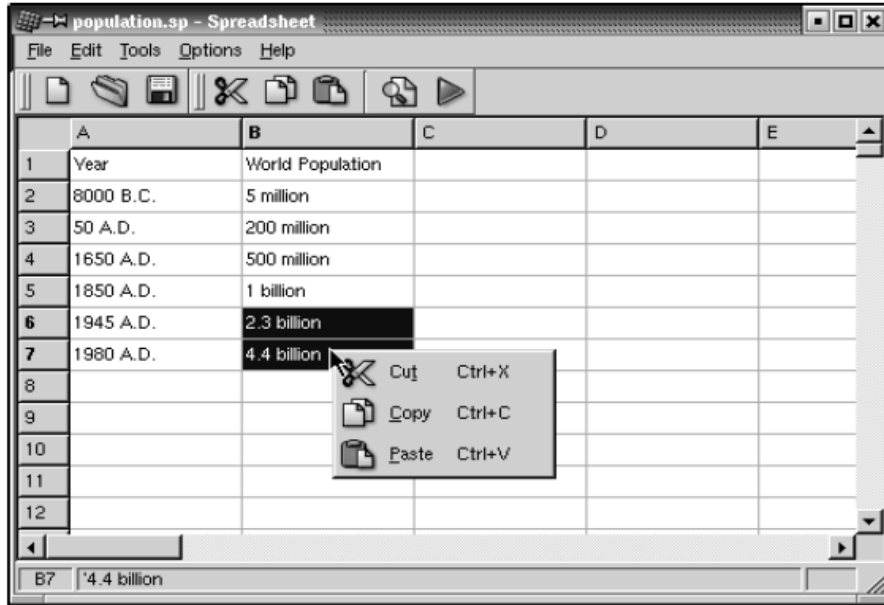 population.sp - Spreadsheet
File Edit Tools Options Help
A B C D E
1 Year World Population
2 8000 B.C. 5 million
3 50 A.D. 200 million
4 1650 A.D. 500 million
5 1850 A.D. 1 billion
6 1945 A.D. 2.3 billion
7 1980 A.D. 4.4 billion
8 Cut Ctrl+X
9 Copy Ctrl+C
10 Paste Ctrl+V
11
12
B7 '4.4 billion